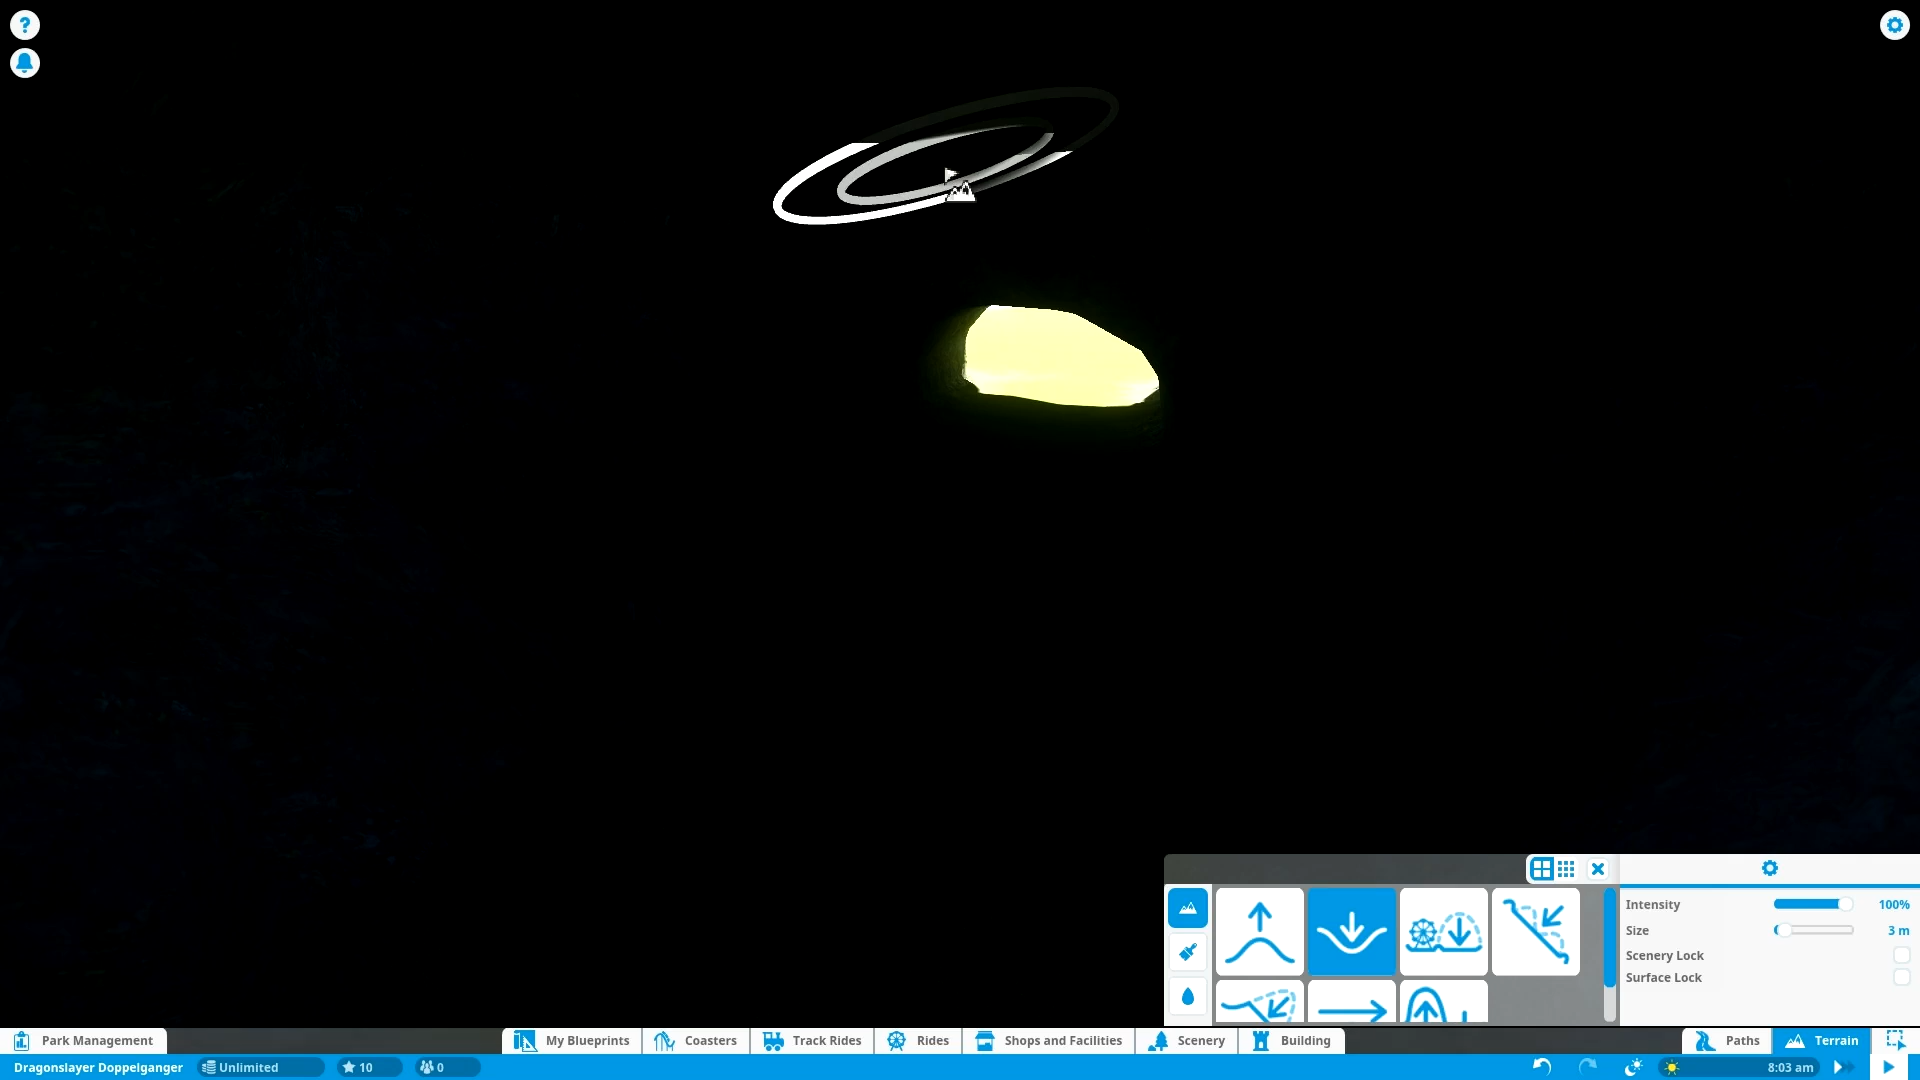 ?
Intensity 100%
Size 3 m
Scenery Lock
Surface Lock
Park Management
My Blueprints
Coasters
Track Rides
Rides
Shops and Facilities
Scenery
Building
Paths
Terrain
Dragonslayer Doppelganger
Unlimited
10
0
8:03 am